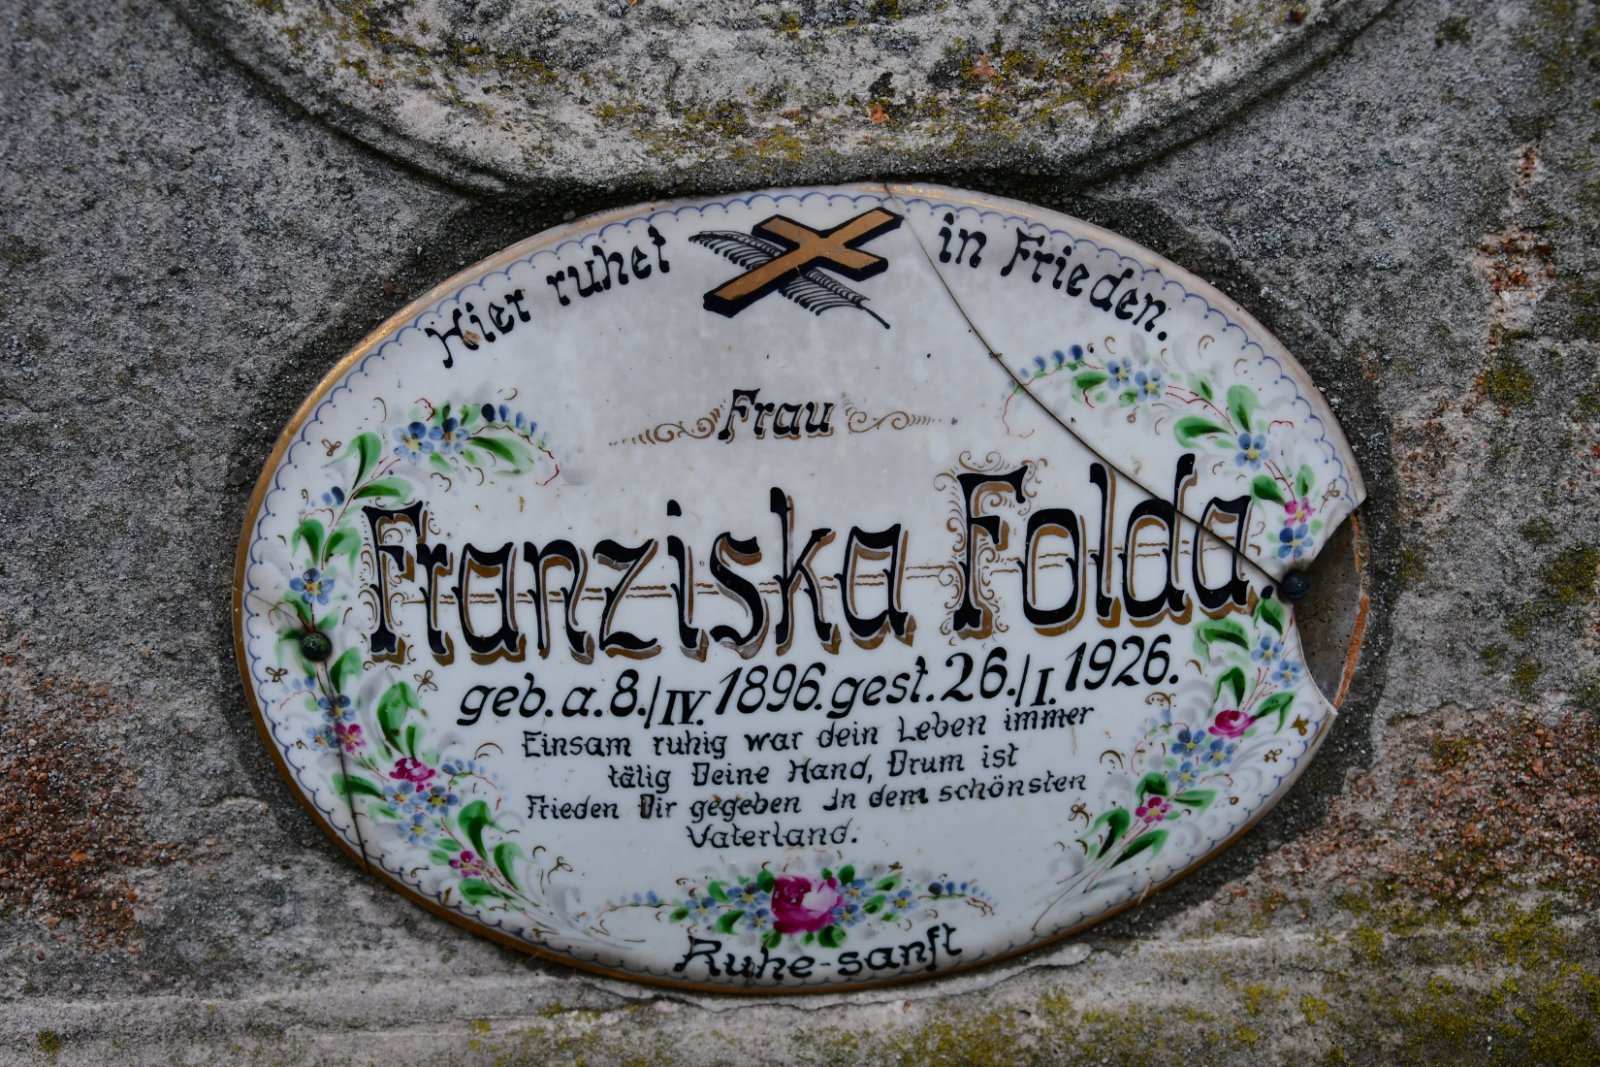 Hier ruhet in Frieden.
Frau
Franziska Folda.
geb. a. 8./IV. 1896. gest. 26./I. 1926.
Einsam ruhig war dein Leben immer
tälig Deine Hand, Drum ist
Frieden Dir gegeben In dem schönsten
Vaterland.
Ruhe-sanft